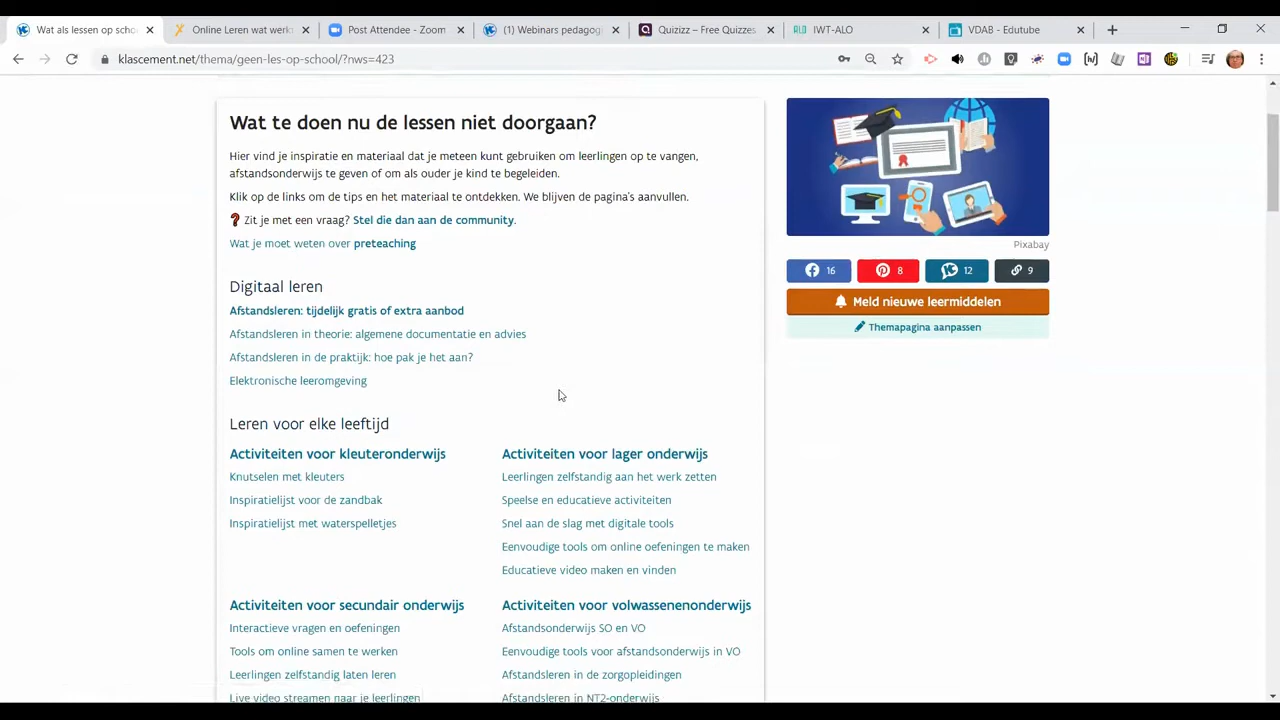 Wat als lessen op scho
Online Leren wat werkt
Post Attendee - Zoom
(1) Webinars pedagog
Quizizz – Free Quizzes
IWT-ALO
VDAB - Edutube
klascement.net/thema/geen-les-op-school/?nws=423
Wat te doen nu de lessen niet doorgaan?
Hier vind je inspiratie en materiaal dat je meteen kunt gebruiken om leerlingen op te vangen,
afstandsonderwijs te geven of om als ouder je kind te begeleiden.
Klik op de links om de tips en het materiaal te ontdekken. We blijven de pagina's aanvullen.
Zit je met een vraag? Stel die dan aan de community.
Wat je moet weten over preteaching
Pixabay
16
8
12
9
Meld nieuwe leermiddelen
Themapagina aanpassen
Digitaal leren
Afstandsleren: tijdelijk gratis of extra aanbod
Afstandsleren in theorie: algemene documentatie en advies
Afstandsleren in de praktijk: hoe pak je het aan?
Elektronische leeromgeving
Leren voor elke leeftijd
Activiteiten voor kleuteronderwijs
Knutselen met kleuters
Inspiratielijst voor de zandbak
Inspiratielijst met waterspelletjes
Activiteiten voor lager onderwijs
Leerlingen zelfstandig aan het werk zetten
Speelse en educatieve activiteiten
Snel aan de slag met digitale tools
Eenvoudige tools om online oefeningen te maken
Educatieve video maken en vinden
Activiteiten voor secundair onderwijs
Interactieve vragen en oefeningen
Tools om online samen te werken
Leerlingen zelfstandig laten leren
Live video streamen naar je leerlingen
Activiteiten voor volwassenenonderwijs
Afstandsonderwijs SO en VO
Eenvoudige tools voor afstandsonderwijs in VO
Afstandleren in de zorgopleidingen
Afstandleren in NT2-onderwijs